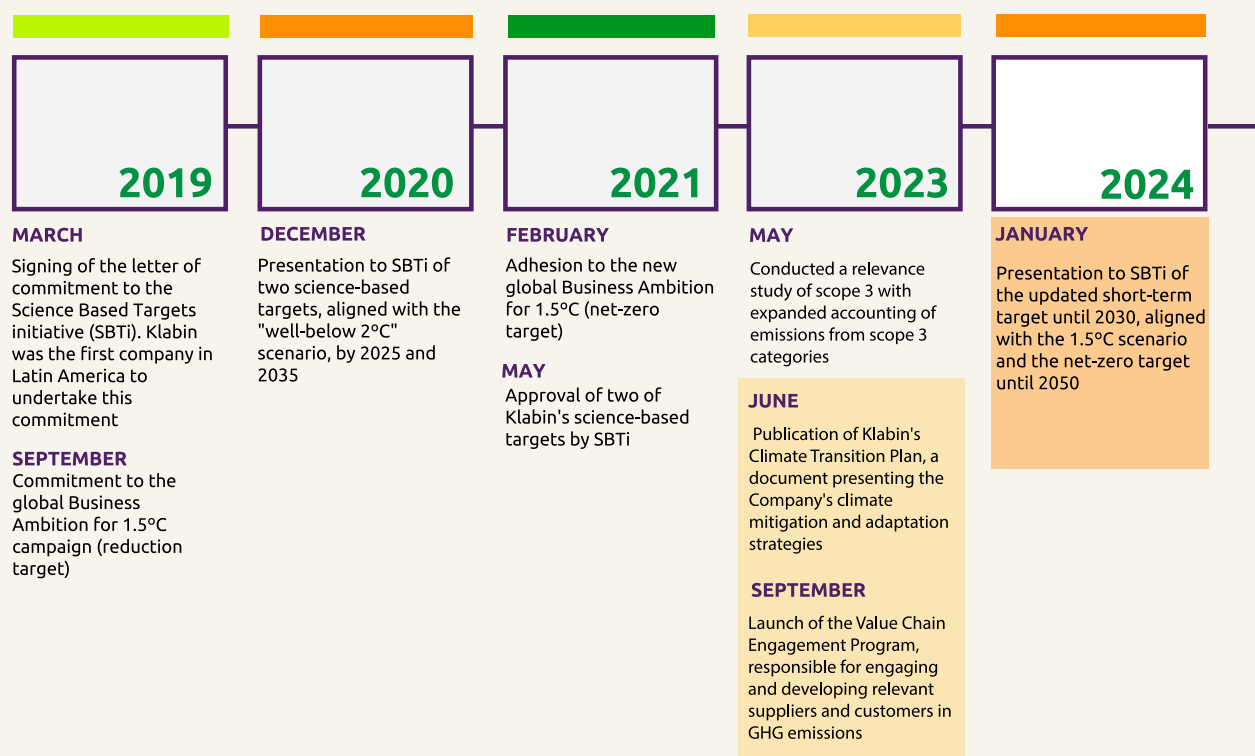 2019
MARCH
Signing of the letter of
commitment to the
Science Based Targets
initiative (SBTi). Klabin
was the first company in
Latin America to
undertake this
commitment
SEPTEMBER
Commitment to the
global Business
Ambition for 1.5ºC
campaign (reduction
target)
2020
DECEMBER
Presentation to SBTi of
two science-based
targets, aligned with the
"well-below 2ºC"
scenario, by 2025 and
2035
2021
FEBRUARY
Adhesion to the new
global Business Ambition
for 1.5ºC (net-zero
target)
MAY
Approval of two of
Klabin's science-based
targets by SBTi
2023
MAY
Conducted a relevance
study of scope 3 with
expanded accounting of
emissions from scope 3
categories
JUNE
Publication of Klabin's
Climate Transition Plan, a
document presenting the
Company's climate
mitigation and adaptation
strategies
SEPTEMBER
Launch of the Value Chain
Engagement Program,
responsible for engaging
and developing relevant
suppliers and customers in
GHG emissions
2024
JANUARY
Presentation to SBTi of
the updated short-term
target until 2030, aligned
with the 1.5ºC scenario
and the net-zero target
until 2050